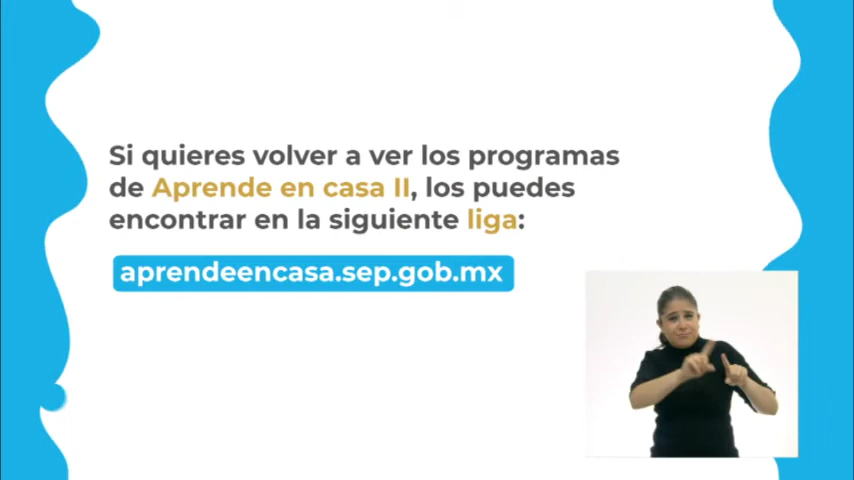 Si quieres volver a ver los programas
de Aprende en casa II, los puedes
encontrar en la siguiente liga:
aprendeencasa.sep.gob.mx